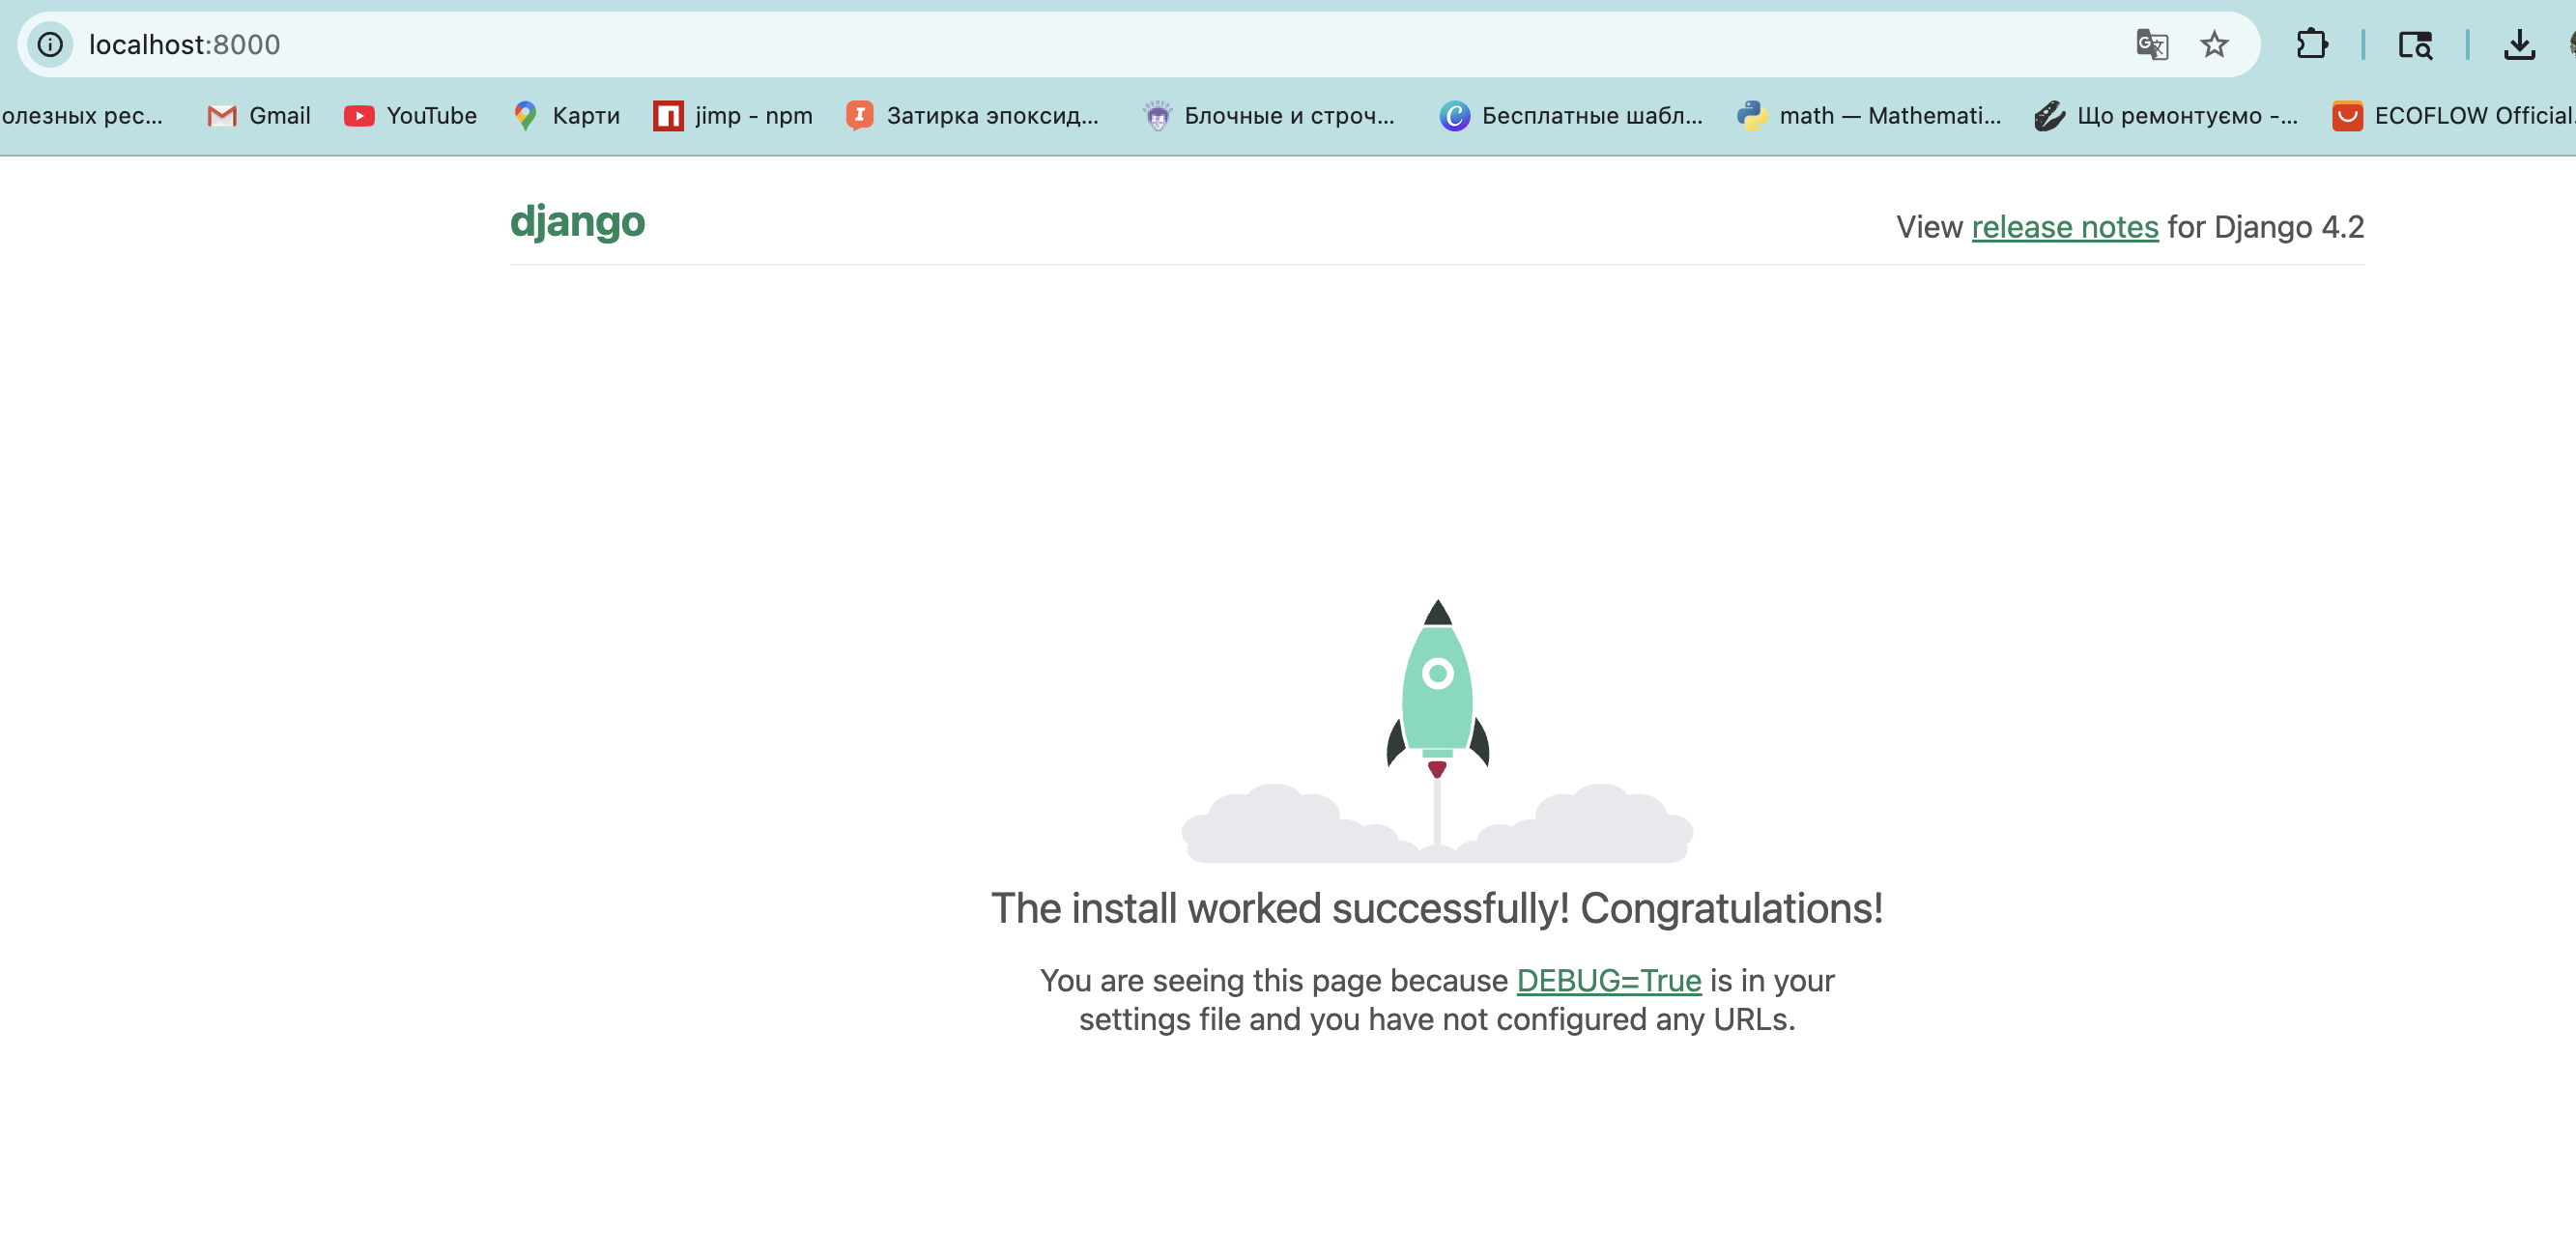 localhost:8000
олезных рес... Gmail YouTube Карти jimp - npm Затирка эпоксид... Блочные и строч... Бесплатные шабл... math — Mathemati... Що ремонтуємо -... ECOFLOW Official
django
View release notes for Django 4.2
The install worked successfully! Congratulations!
You are seeing this page because DEBUG=True is in your
settings file and you have not configured any URLs.